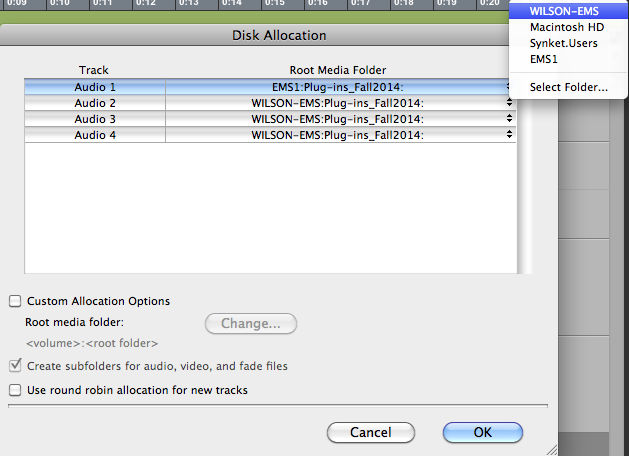 0:09 0:10 0:11 0:12 0:13 0:14 0:15 0:16 0:17 0:18 0:19 0:20
WILSON-EMS
Macintosh HD
Synket.Users
EMS1
Select Folder...
Disk Allocation
Track Root Media Folder
Audio 1 EMS1:Plug-ins_Fall2014:
Audio 2 WILSON-EMS:Plug-ins_Fall2014:
Audio 3 WILSON-EMS:Plug-ins_Fall2014:
Audio 4 WILSON-EMS:Plug-ins_Fall2014:
Custom Allocation Options
Root media folder: Change...
<volume>:<root folder>
Create subfolders for audio, video, and fade files
Use round robin allocation for new tracks
Cancel OK